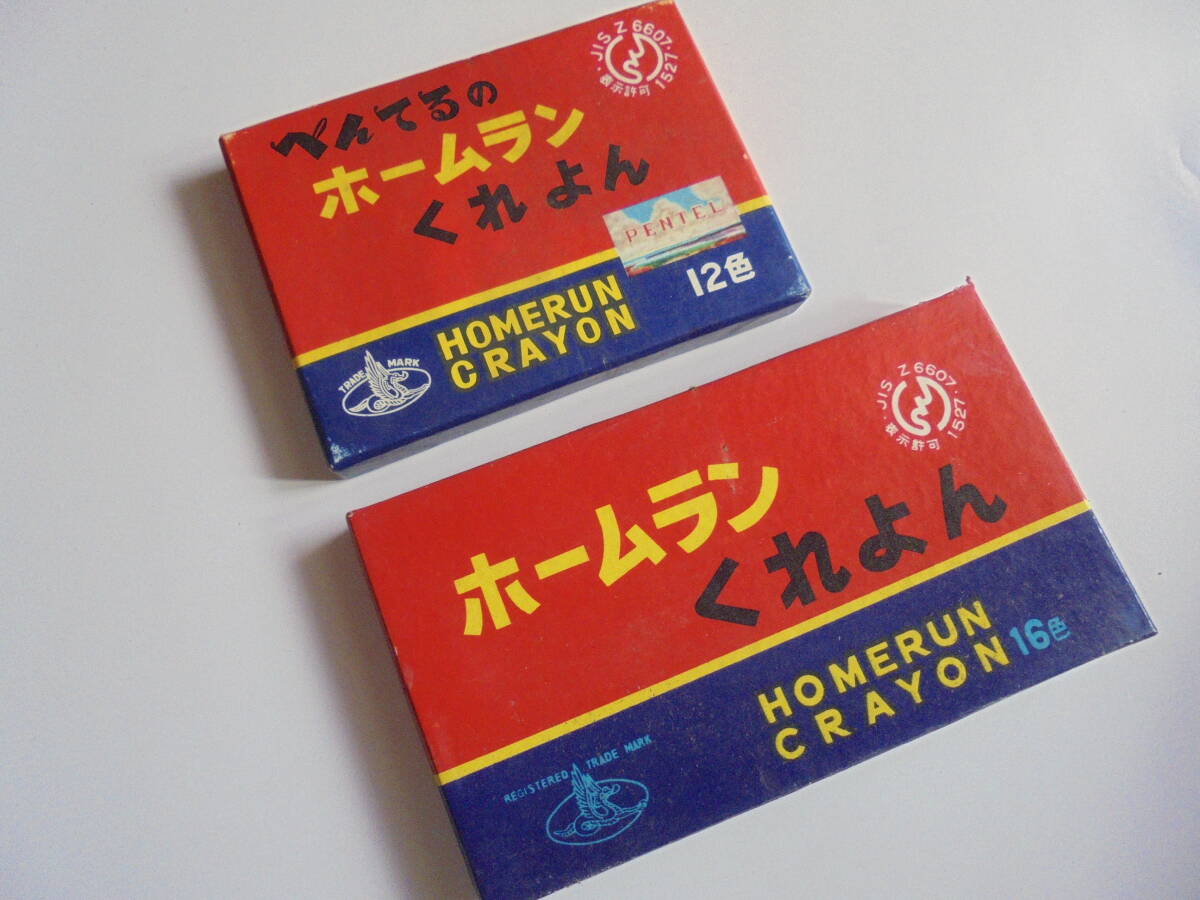 ぺんてるの
ホームラン
くれよん
JIS Z 6607・1527・
表示許可
PENTEL
12色
HOMERUN
CRAYON
TRADE MARK
JIS Z 6607・1527・
表示許可
ホームラン
くれよん
HOMERUN
CRAYON 16色
REGISTERED TRADE MARK